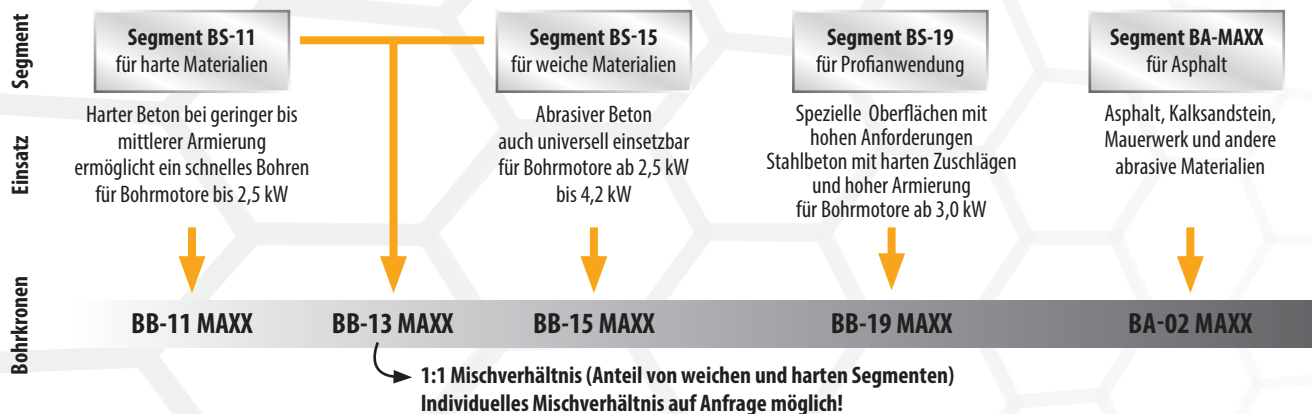 Segment
Segment BS-11
für harte Materialien
Segment BS-15
für weiche Materialien
Segment BS-19
für Profianwendung
Segment BA-MAXX
für Asphalt
Einsatz
Harter Beton bei geringer bis
mittlerer Armierung
ermöglicht ein schnelles Bohren
für Bohrmotore bis 2,5 kW
Abrasiver Beton
auch universell einsetzbar
für Bohrmotore ab 2,5 kW
bis 4,2 kW
Spezielle Oberflächen mit
hohen Anforderungen
Stahlbeton mit harten Zuschlägen
und hoher Armierung
für Bohrmotore ab 3,0 kW
Asphalt, Kalksandstein,
Mauerwerk und andere
abrasive Materialien
Bohrkronen
BB-11 MAXX
BB-13 MAXX
BB-15 MAXX
BB-19 MAXX
BA-02 MAXX
1:1 Mischverhältnis (Anteil von weichen und harten Segmenten)
Individuelles Mischverhältnis auf Anfrage möglich!